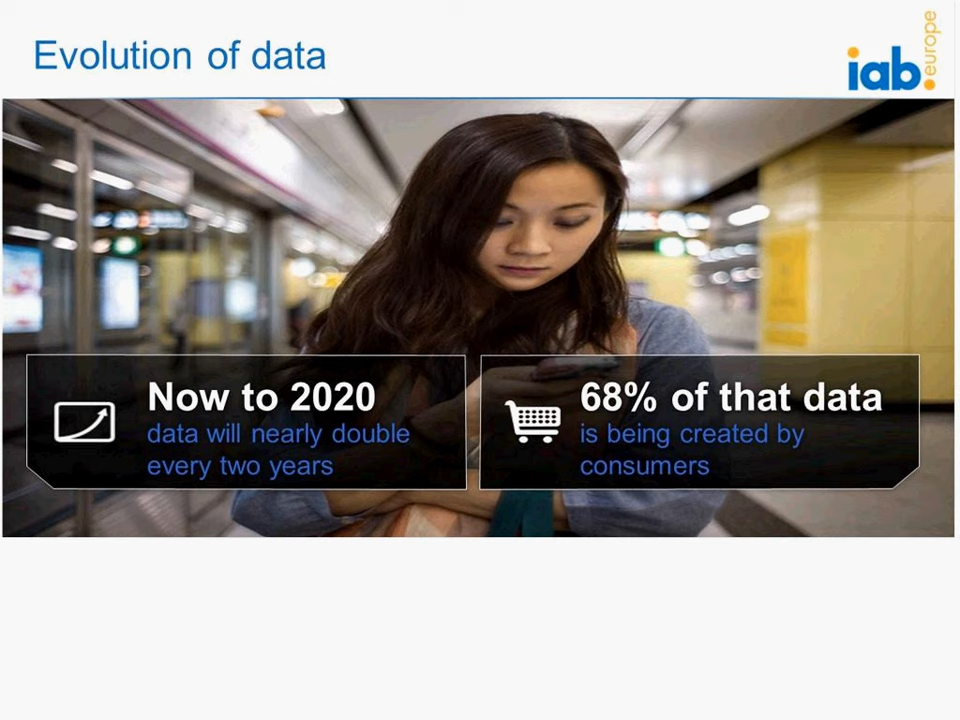 Evolution of data
iab
europe
Now to 2020
data will nearly double
every two years
68% of that data
is being created by
consumers